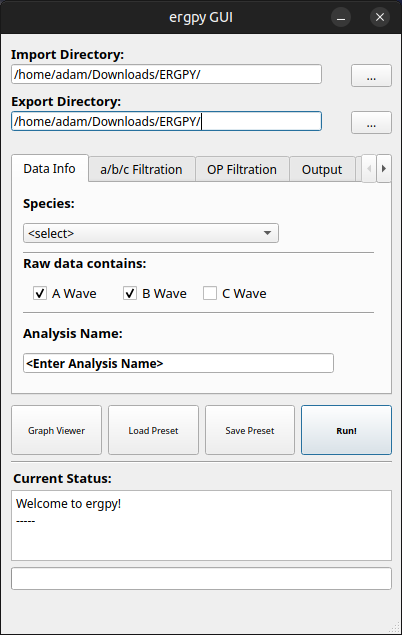 ergpy GUI
Import Directory:
/home/adam/Downloads/ERGPY/
...
Export Directory:
/home/adam/Downloads/ERGPY/
...
Data Info a/b/c Filtration OP Filtration Output
Species:
<select>
Raw data contains:
A Wave B Wave C Wave
Analysis Name:
<Enter Analysis Name>
Graph Viewer Load Preset Save Preset Run!
Current Status:
Welcome to ergpy!
-----